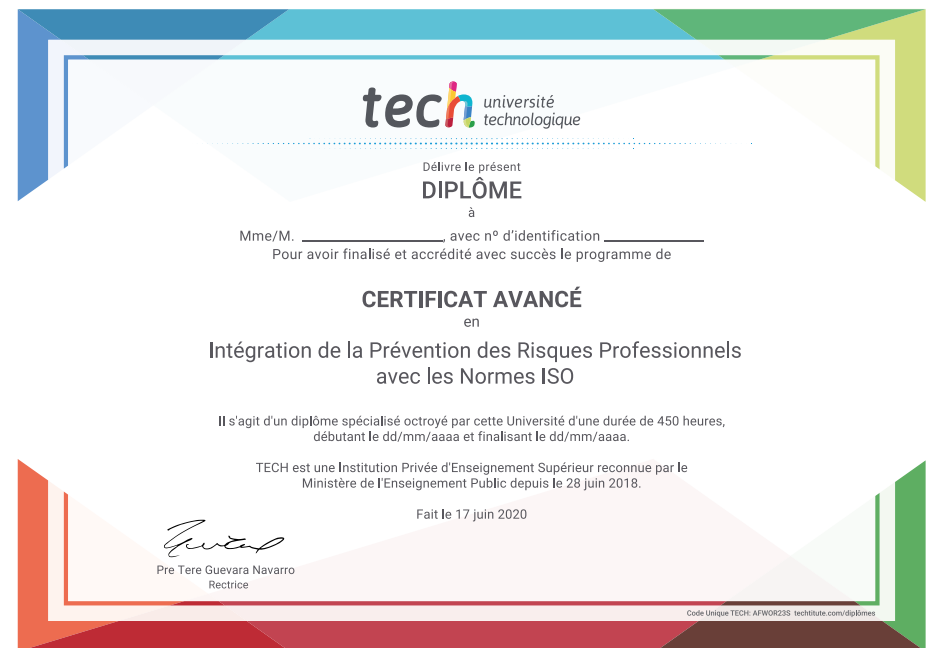 tech université
technologique
Délivre le présent
DIPLÔME
à
Mme/M. ____________________, avec nº d'identification ______________
Pour avoir finalisé et accrédité avec succès le programme de
CERTIFICAT AVANCÉ
en
Intégration de la Prévention des Risques Professionnels
avec les Normes ISO
Il s'agit d'un diplôme spécialisé octroyé par cette Université d'une durée de 450 heures,
débutant le dd/mm/aaaa et finalisant le dd/mm/aaaa.
TECH est une Institution Privée d'Enseignement Supérieur reconnue par le
Ministère de l'Enseignement Public depuis le 28 juin 2018.
Fait le 17 juin 2020
Pre Tere Guevara Navarro
Rectrice
Code Unique TECH: AFWOR23S techtitute.com/diplômes